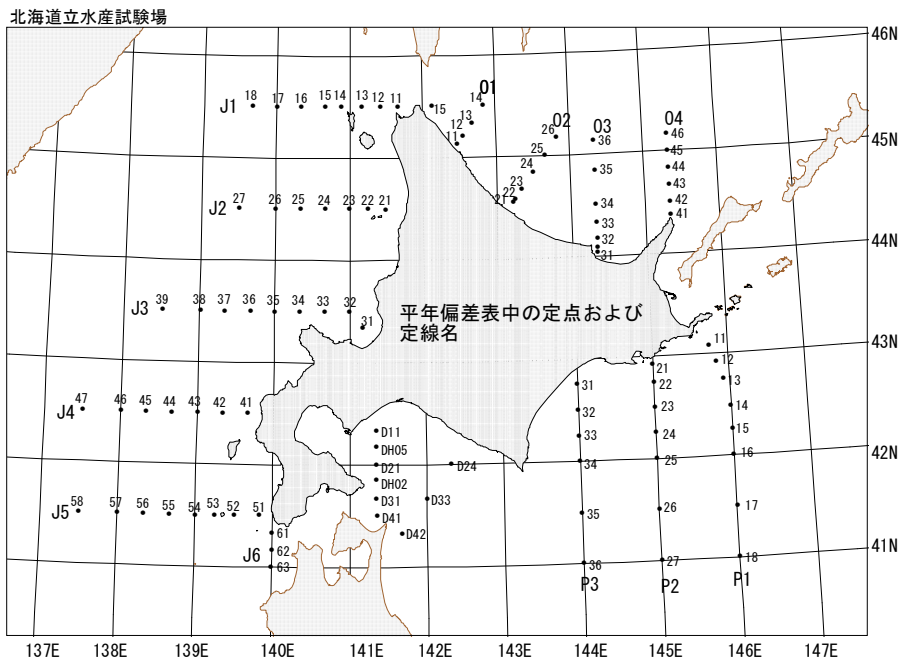 北海道立水産試験場
46N
O1
J1 18 17 16 15 14 13 12 11 15 14
13
12
11
O2
26
25
24
23
22
21
O3
36
35
34
33
32
31
O4
46
45
44
43
42
41
45N
J2 27 26 25 24 23 22 21
44N
J3 39 38 37 36 35 34 33 32 31
平年偏差表中の定点および
定線名
43N
11
12
13
14
15
16
17
18
P1
21
22
23
24
25
26
27
P2
31
32
33
34
35
36
P3
J4 47 46 45 44 43 42 41
D11
DH05
D21 D24
DH02
D31 D33
D41
D42
42N
J5 58 57 56 55 54 53 52 51
61
J6 62
63
41N
137E 138E 139E 140E 141E 142E 143E 144E 145E 146E 147E